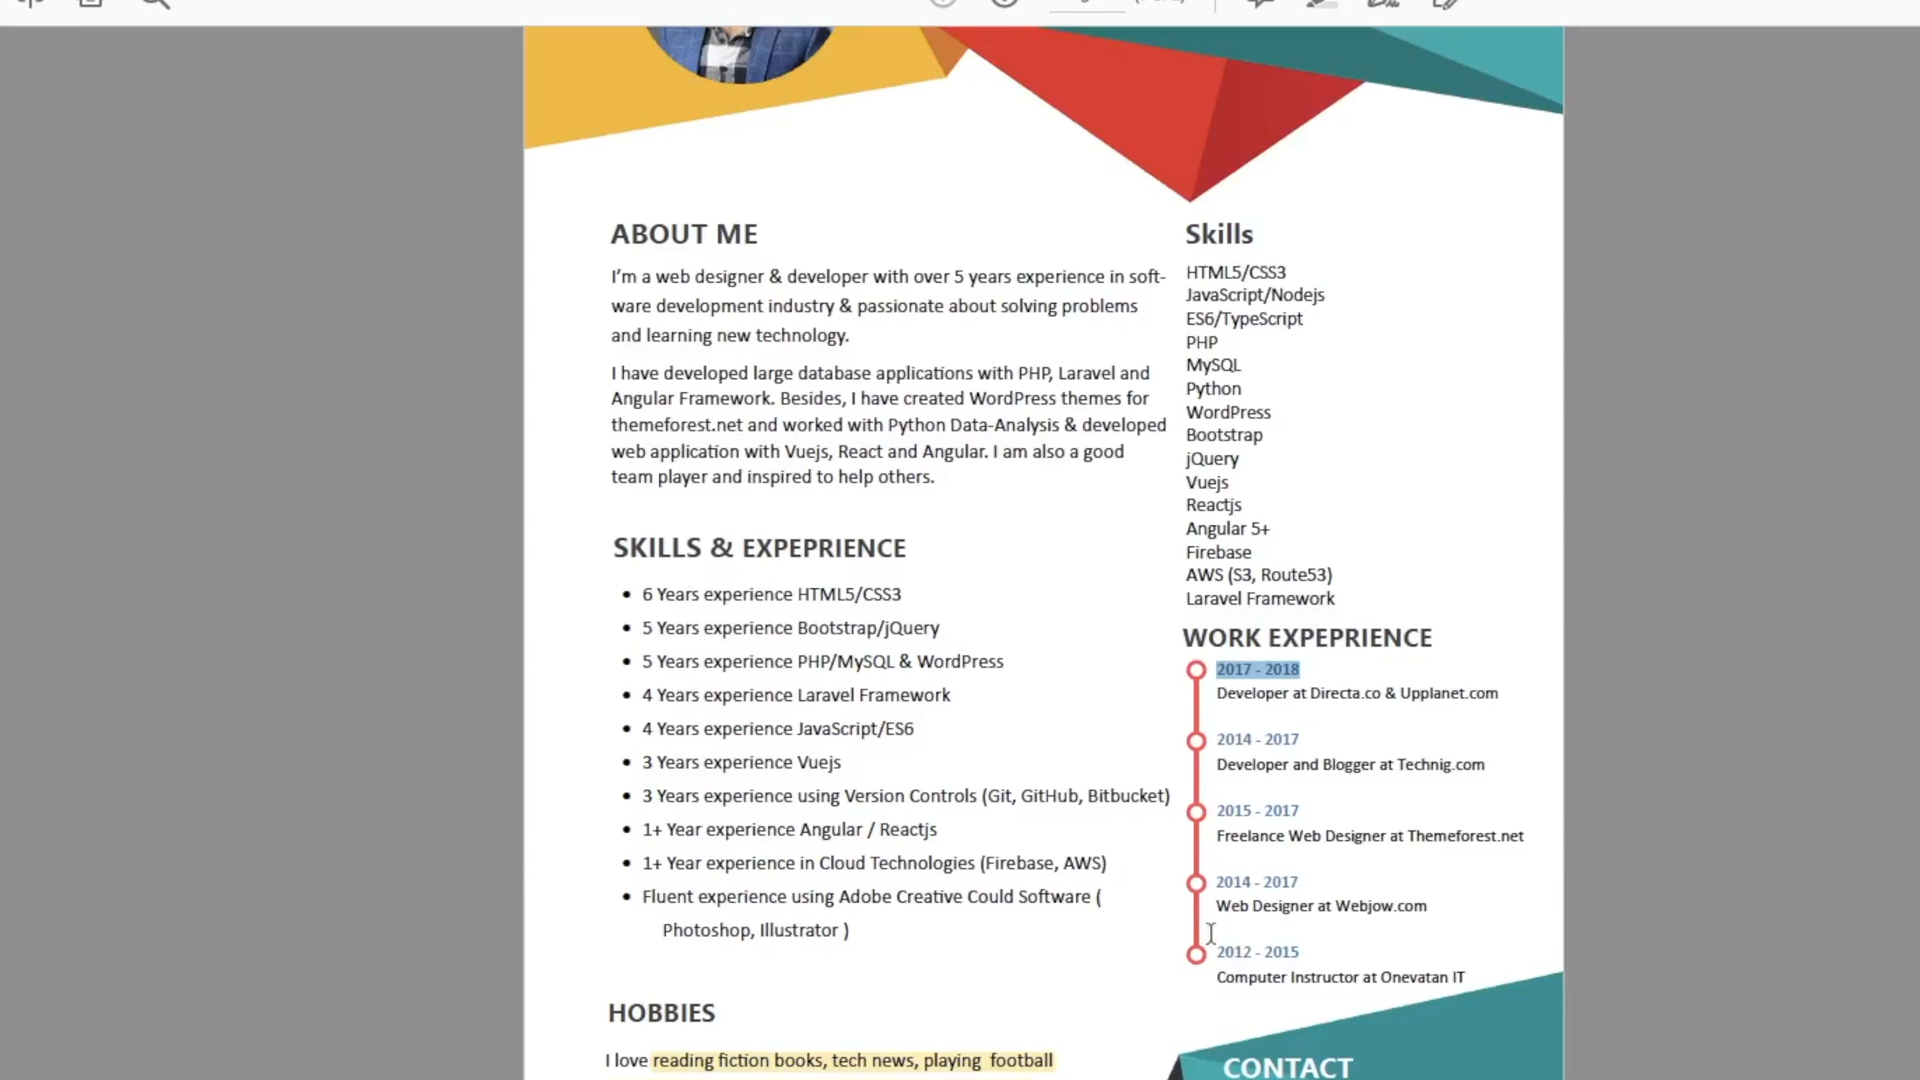 ABOUT ME
I'm a web designer & developer with over 5 years experience in soft-
ware development industry & passionate about solving problems
and learning new technology.
I have developed large database applications with PHP, Laravel and
Angular Framework. Besides, I have created WordPress themes for
themeforest.net and worked with Python Data-Analysis & developed
web application with Vuejs, React and Angular. I am also a good
team player and inspired to help others.
SKILLS & EXPEPRIENCE
• 6 Years experience HTML5/CSS3
• 5 Years experience Bootstrap/jQuery
• 5 Years experience PHP/MySQL & WordPress
• 4 Years experience Laravel Framework
• 4 Years experience JavaScript/ES6
• 3 Years experience Vuejs
• 3 Years experience using Version Controls (Git, GitHub, Bitbucket)
• 1+ Year experience Angular / Reactjs
• 1+ Year experience in Cloud Technologies (Firebase, AWS)
• Fluent experience using Adobe Creative Could Software (
Photoshop, Illustrator )
HOBBIES
I love reading fiction books, tech news, playing football
Skills
HTML5/CSS3
JavaScript/Nodejs
ES6/TypeScript
PHP
MySQL
Python
WordPress
Bootstrap
jQuery
Vuejs
Reactjs
Angular 5+
Firebase
AWS (S3, Route53)
Laravel Framework
WORK EXPEPRIENCE
2017 - 2018
Developer at Directa.co & Upplanet.com
2014 - 2017
Developer and Blogger at Technig.com
2015 - 2017
Freelance Web Designer at Themeforest.net
2014 - 2017
Web Designer at Webjow.com
2012 - 2015
Computer Instructor at Onevatan IT
CONTACT